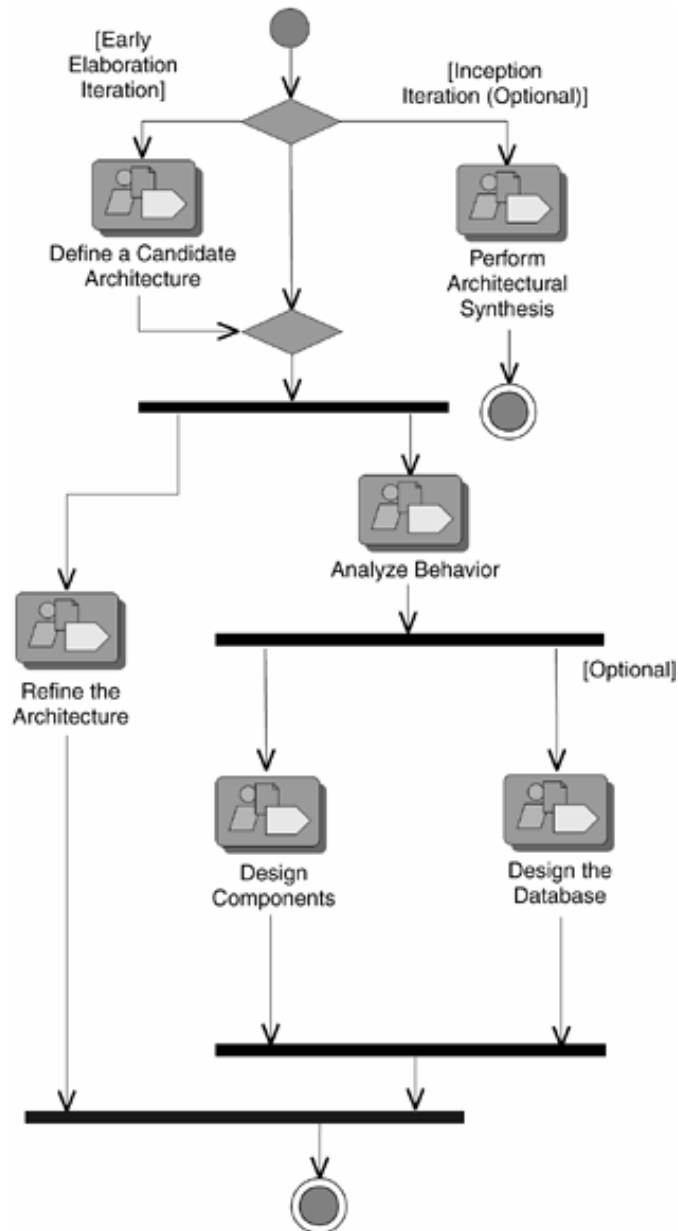 [Early
Elaboration
Iteration]
[Inception
Iteration (Optional)]
Define a Candidate
Architecture
Perform
Architectural
Synthesis
Analyze Behavior
[Optional]
Refine the
Architecture
Design
Components
Design the
Database